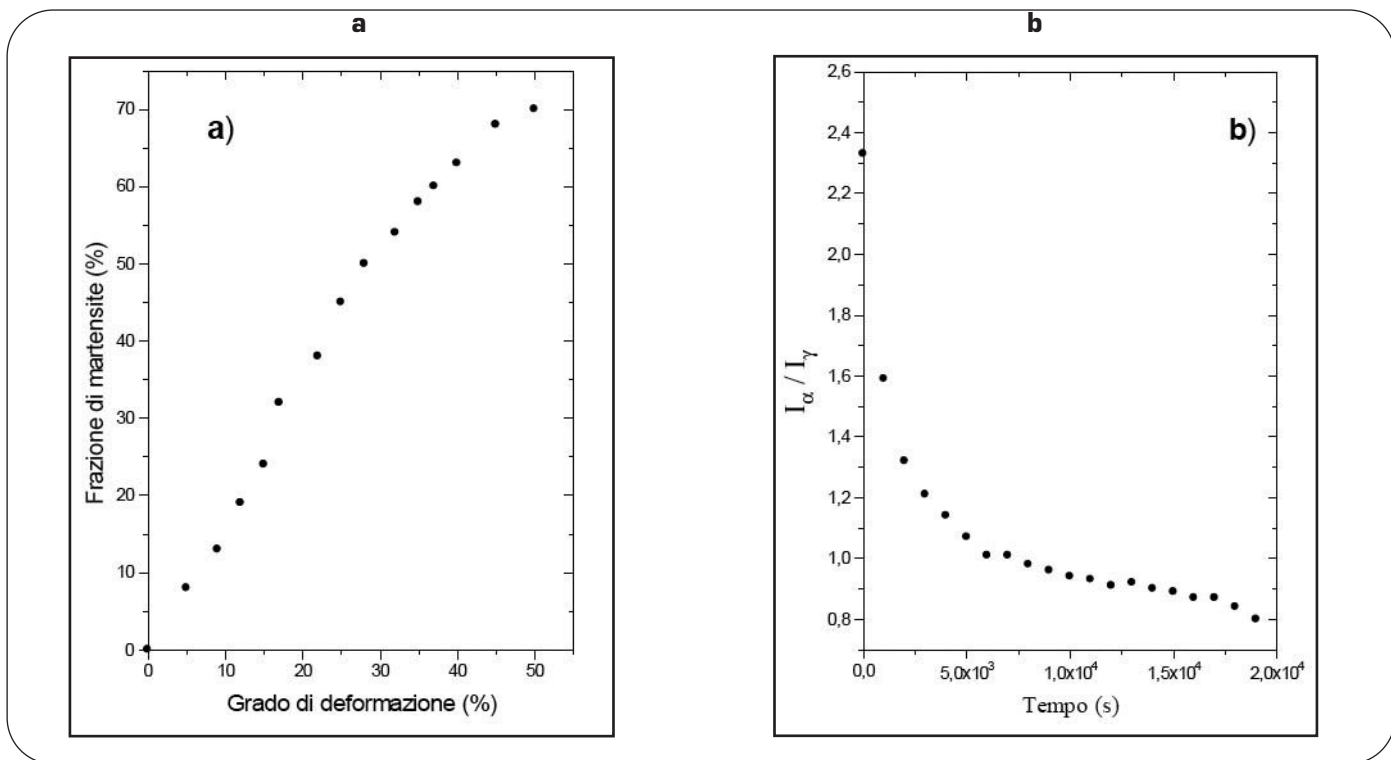 a
a)
70
60
50
40
30
20
10
0
Frazione di martensite (%)
0 10 20 30 40 50
Grado di deformazione (%)
b
b)
2,6
2,4
2,2
2,0
1,8
1,6
1,4
1,2
1,0
0,8
Iα / Iγ
0,0 5,0x10³ 1,0x10⁴ 1,5x10⁴ 2,0x10⁴
Tempo (s)